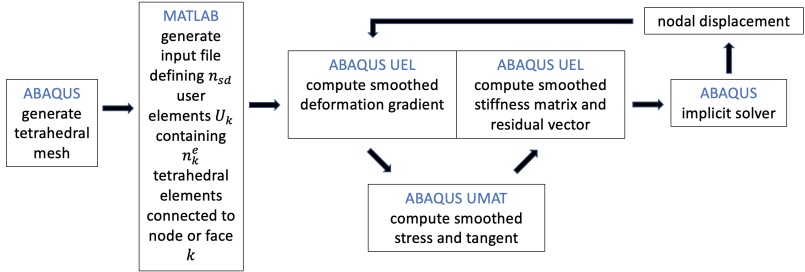 ABAQUS
generate
tetrahedral
mesh
MATLAB
generate
input file
defining $n_{sd}$
user
elements $U_k$
containing
$n_k^e$
tetrahedral
elements
connected to
node or face
$k$
ABAQUS UEL
compute smoothed
deformation gradient
ABAQUS UEL
compute smoothed
stiffness matrix and
residual vector
ABAQUS UMAT
compute smoothed
stress and tangent
ABAQUS
implicit solver
nodal displacement